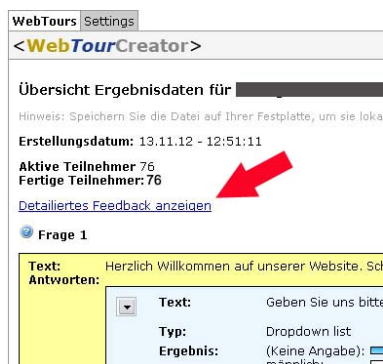 WebTours Settings
<WebTourCreator>
Übersicht Ergebnisdaten für
Hinweis: Speichern Sie die Datei auf Ihrer Festplatte, um sie loka
Erstellungsdatum: 13.11.12 - 12:51:11
Aktive Teilnehmer 76
Fertige Teilnehmer: 76
Detailiertes Feedback anzeigen
Frage 1
Text: Herzlich Willkommen auf unserer Website. Sch
Antworten:
Text: Geben Sie uns bitte
Typ: Dropdown list
Ergebnis: (Keine Angabe):
männlich: